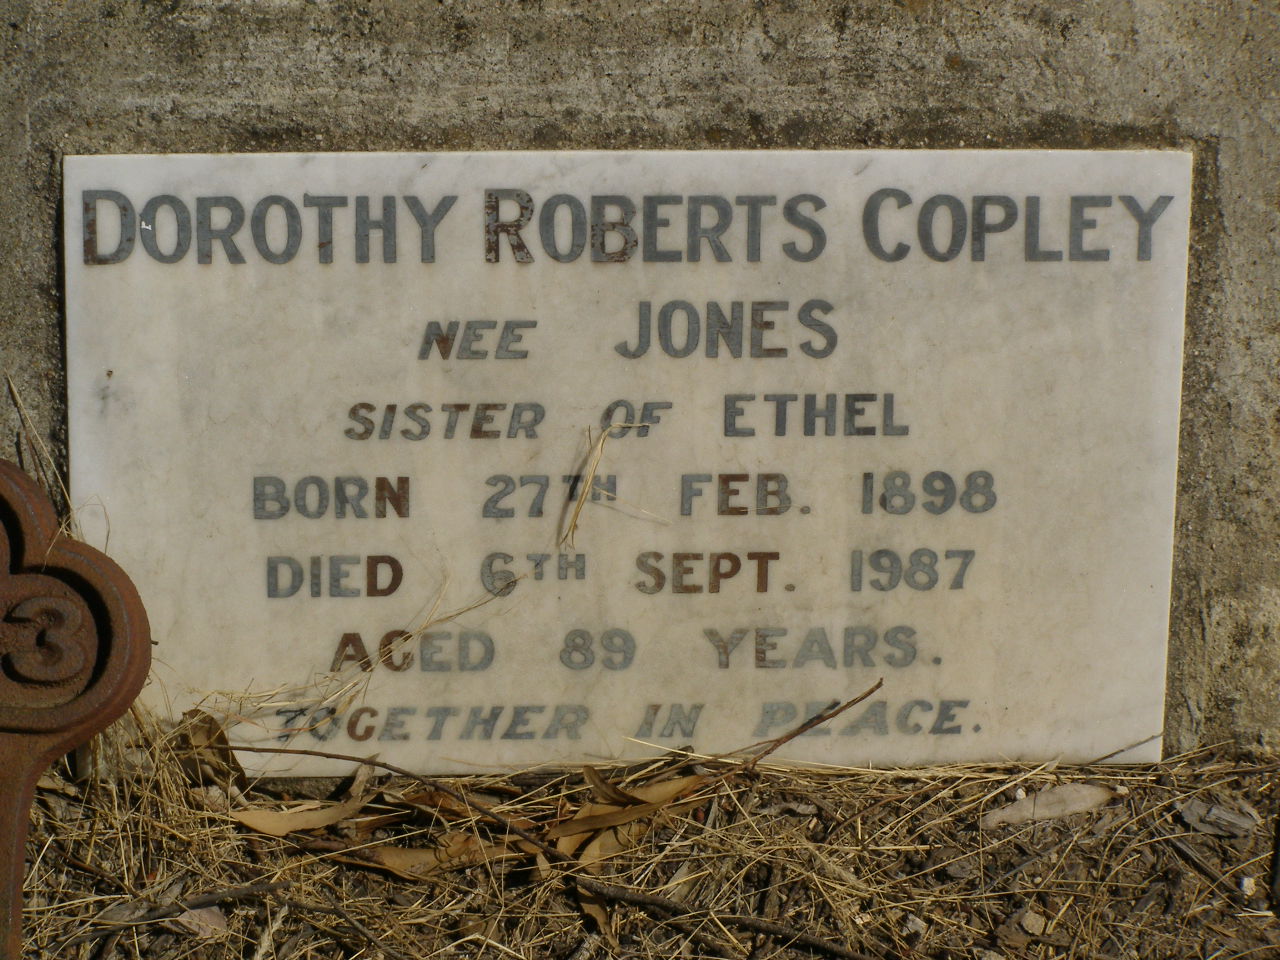 DOROTHY ROBERTS COPLEY
NEE JONES
SISTER OF ETHEL
BORN 27TH FEB. 1898
DIED 6TH SEPT. 1987
AGED 89 YEARS.
TOGETHER IN PEACE.
3